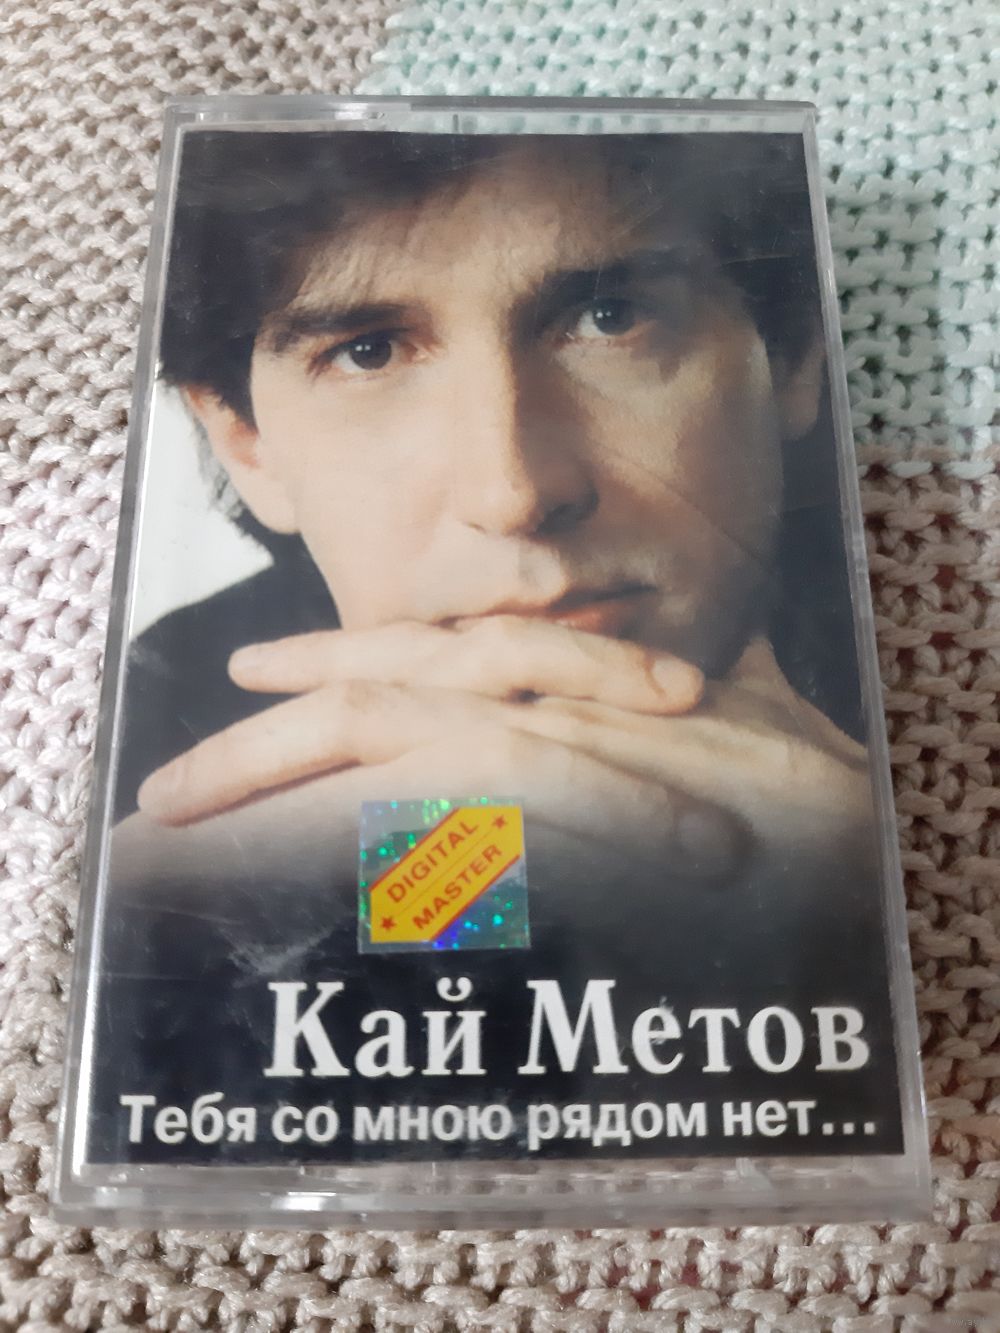 DIGITAL
MASTER
Кай Метов
Тебя со мною рядом нет...